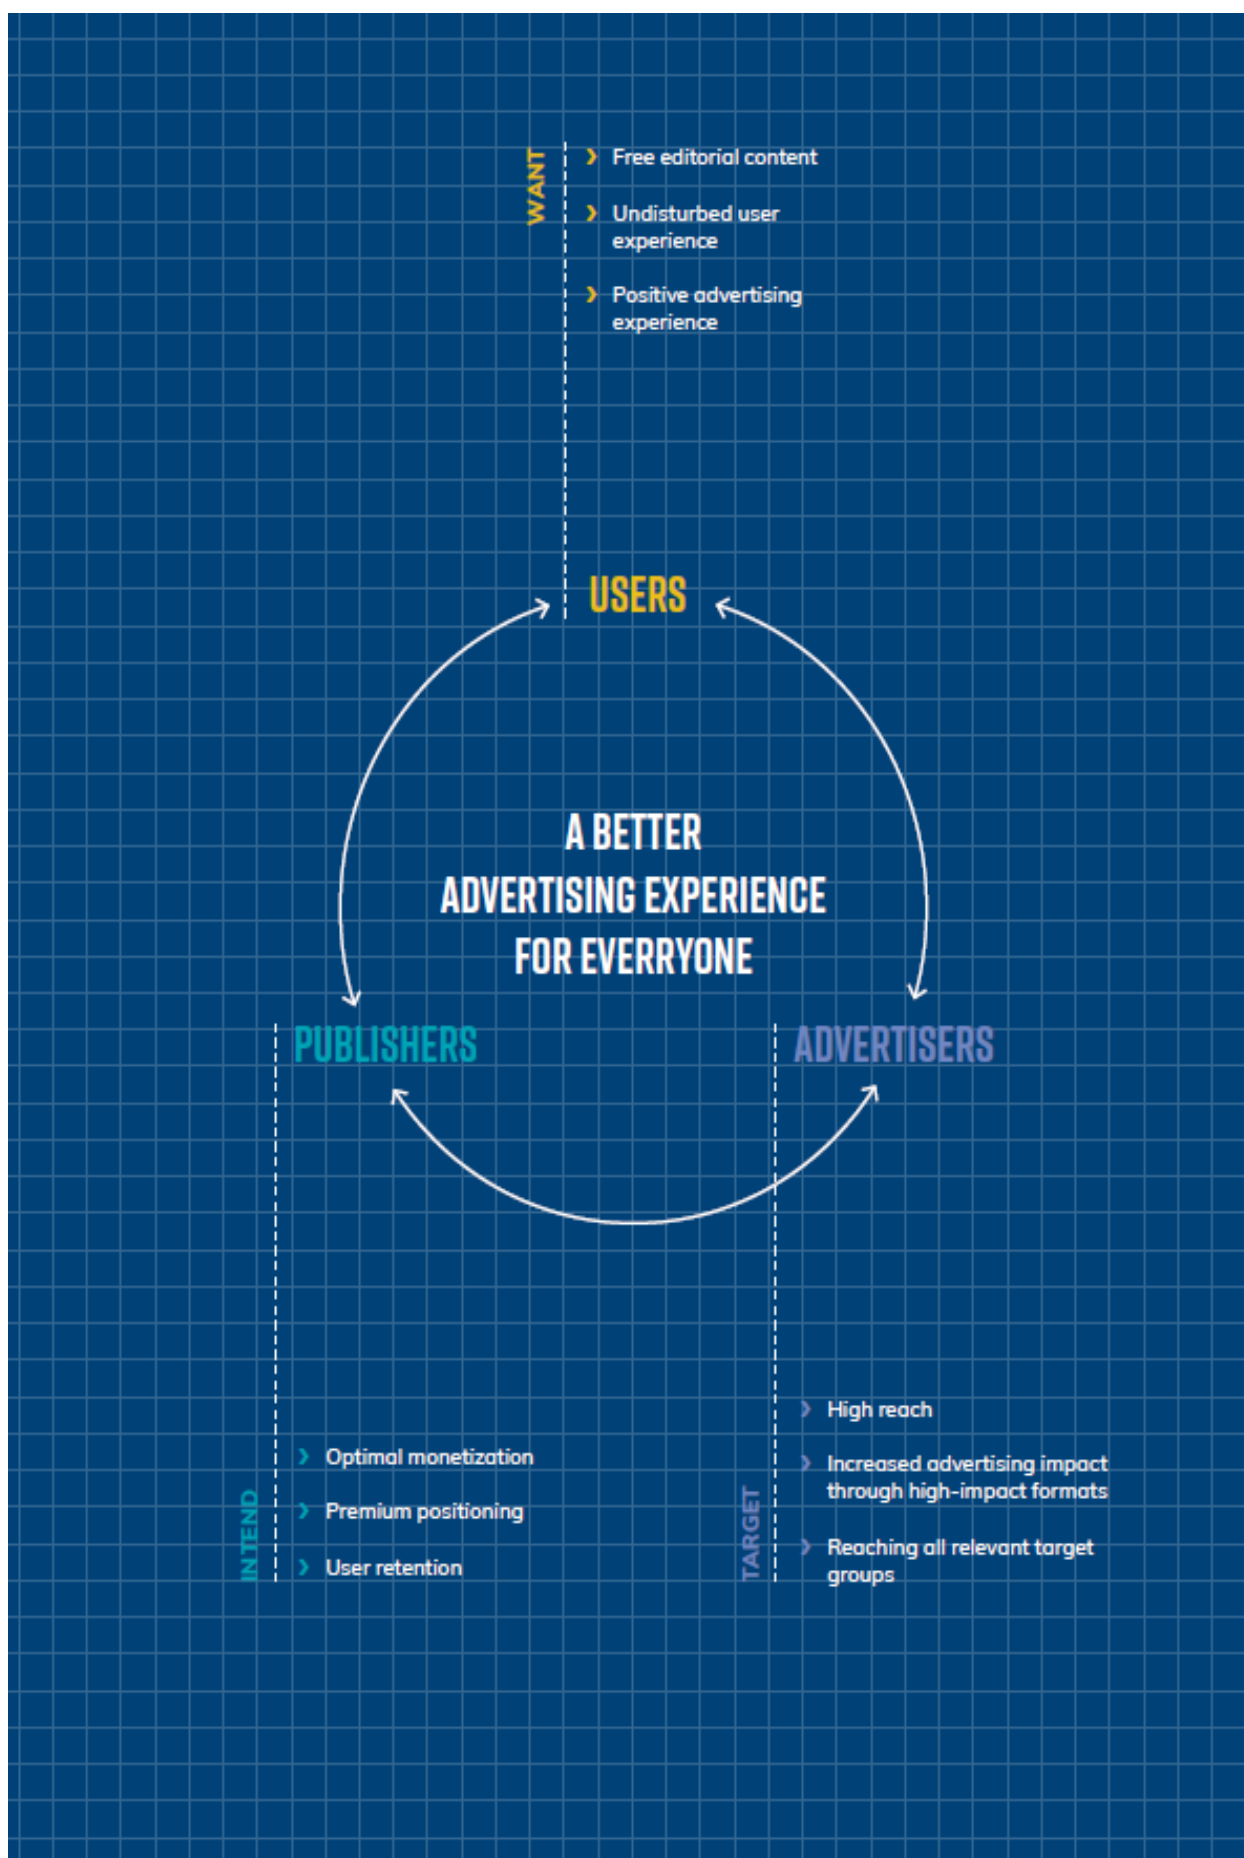 WANT
Free editorial content
Undisturbed user
experience
Positive advertising
experience
USERS
A BETTER
ADVERTISING EXPERIENCE
FOR EVERRYONE
PUBLISHERS
ADVERTISERS
INTEND
Optimal monetization
Premium positioning
User retention
TARGET
High reach
Increased advertising impact
through high-impact formats
Reaching all relevant target
groups